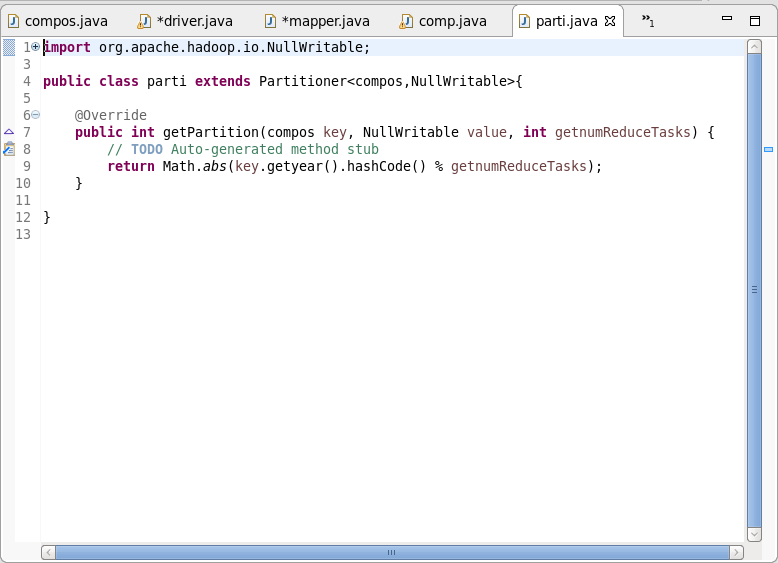 compos.java *driver.java *mapper.java comp.java parti.java »1
1 import org.apache.hadoop.io.NullWritable;
3
4 public class parti extends Partitioner<compos,NullWritable>{
5
6     @Override
7     public int getPartition(compos key, NullWritable value, int getnumReduceTasks) {
8         // TODO Auto-generated method stub
9         return Math.abs(key.getyear().hashCode() % getnumReduceTasks);
10     }
11
12 }
13